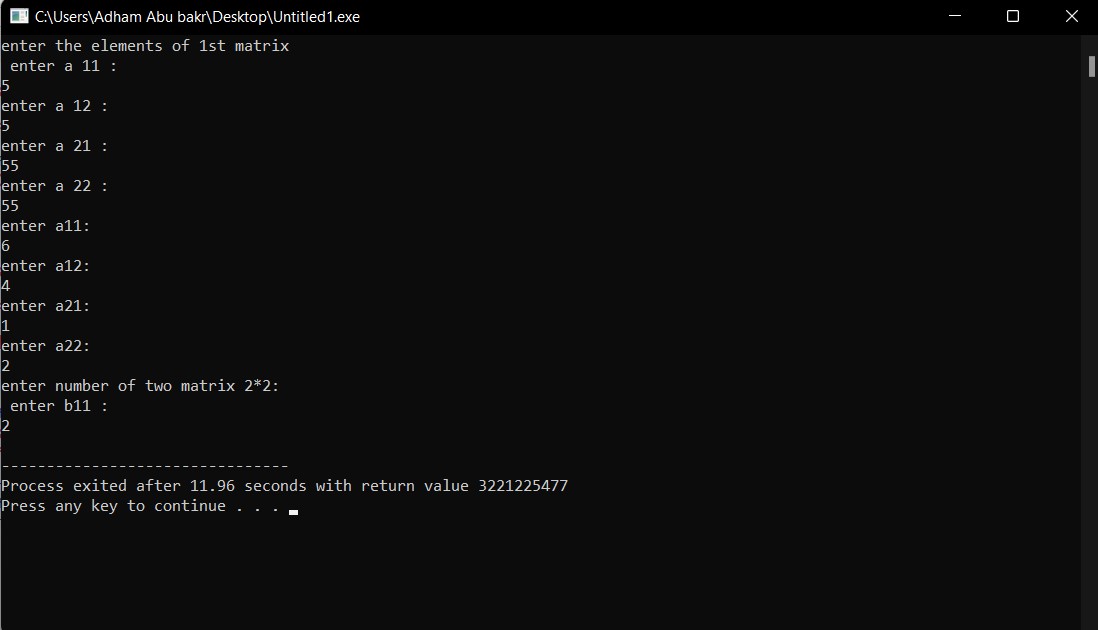 C:\Users\Adham Abu bakr\Desktop\Untitled1.exe
enter the elements of 1st matrix
 enter a 11 :
5
enter a 12 :
5
enter a 21 :
55
enter a 22 :
55
enter a11:
6
enter a12:
4
enter a21:
1
enter a22:
2
enter number of two matrix 2*2:
 enter b11 :
2
--------------------------------
Process exited after 11.96 seconds with return value 3221225477
Press any key to continue . . .